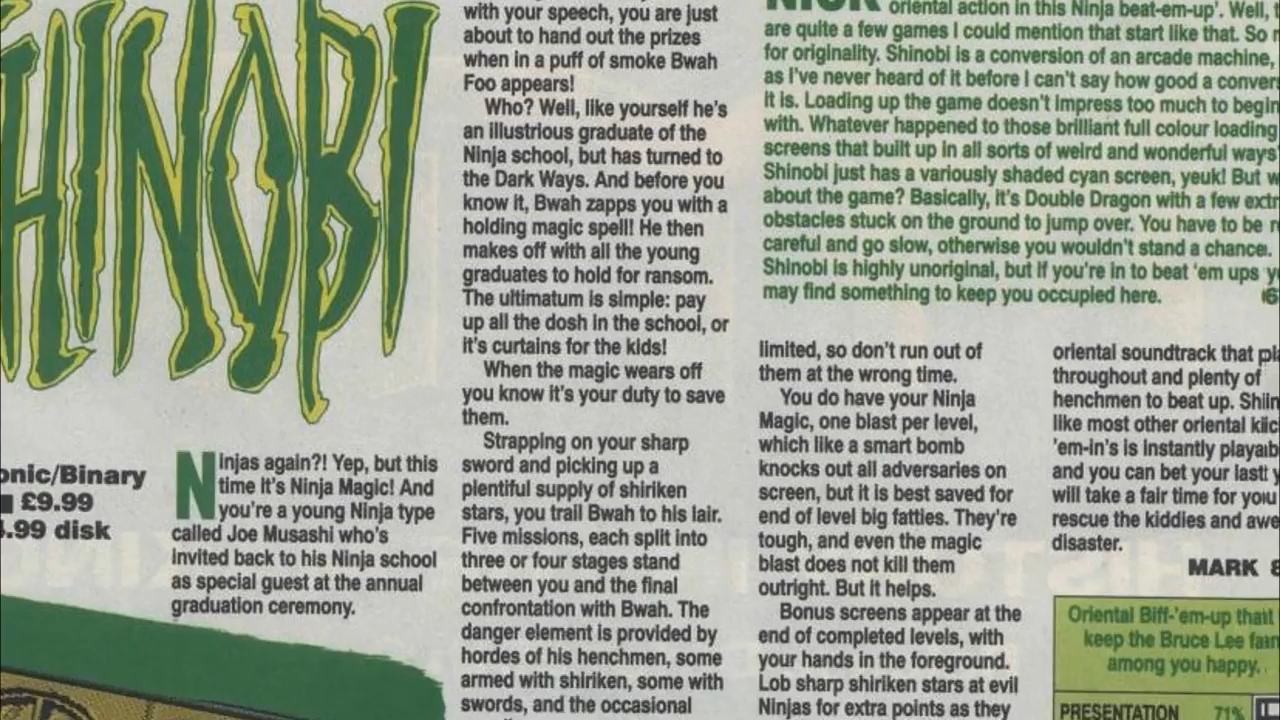 SHINOBI
onic/Binary
£9.99
.99 disk
Ninjas again?! Yep, but this
time it's Ninja Magic! And
you're a young Ninja type
called Joe Musashi who's
invited back to his Ninja school
as special guest at the annual
graduation ceremony.
with your speech, you are just
about to hand out the prizes
when in a puff of smoke Bwah
Foo appears!
Who? Well, like yourself he's
an illustrious graduate of the
Ninja school, but has turned to
the Dark Ways. And before you
know it, Bwah zapps you with a
holding magic spell! He then
makes off with all the young
graduates to hold for ransom.
The ultimatum is simple: pay
up all the dosh in the school, or
it's curtains for the kids!
When the magic wears off
you know it's your duty to save
them.
Strapping on your sharp
sword and picking up a
plentiful supply of shiriken
stars, you trail Bwah to his lair.
Five missions, each split into
three or four stages stand
between you and the final
confrontation with Bwah. The
danger element is provided by
hordes of his henchmen, some
armed with shiriken, some with
swords, and the occasional
NICK oriental action in this Ninja beat-em-up'. Well, t
are quite a few games I could mention that start like that. So
for originality. Shinobi is a conversion of an arcade machine,
as I've never heard of it before I can't say how good a conver
it is. Loading up the game doesn't impress too much to begin
with. Whatever happened to those brilliant full colour loading
screens that built up in all sorts of weird and wonderful ways
Shinobi just has a variously shaded cyan screen, yeuk! But w
about the game? Basically, it's Double Dragon with a few extr
obstacles stuck on the ground to jump over. You have to be r
careful and go slow, otherwise you wouldn't stand a chance.
Shinobi is highly unoriginal, but if you're in to beat 'em ups y
may find something to keep you occupied here. 6
limited, so don't run out of
them at the wrong time.
You do have your Ninja
Magic, one blast per level,
which like a smart bomb
knocks out all adversaries on
screen, but it is best saved for
end of level big fatties. They're
tough, and even the magic
blast does not kill them
outright. But it helps.
Bonus screens appear at the
end of completed levels, with
your hands in the foreground.
Lob sharp shiriken stars at evil
Ninjas for extra points as they
oriental soundtrack that pla
throughout and plenty of
henchmen to beat up. Shin
like most other oriental kick
'em-in's is instantly playab
and you can bet your last
will take a fair time for you
rescue the kiddies and awe
disaster.
MARK 8
Oriental Biff-'em-up that
keep the Bruce Lee fan
among you happy.
PRESENTATION 71%